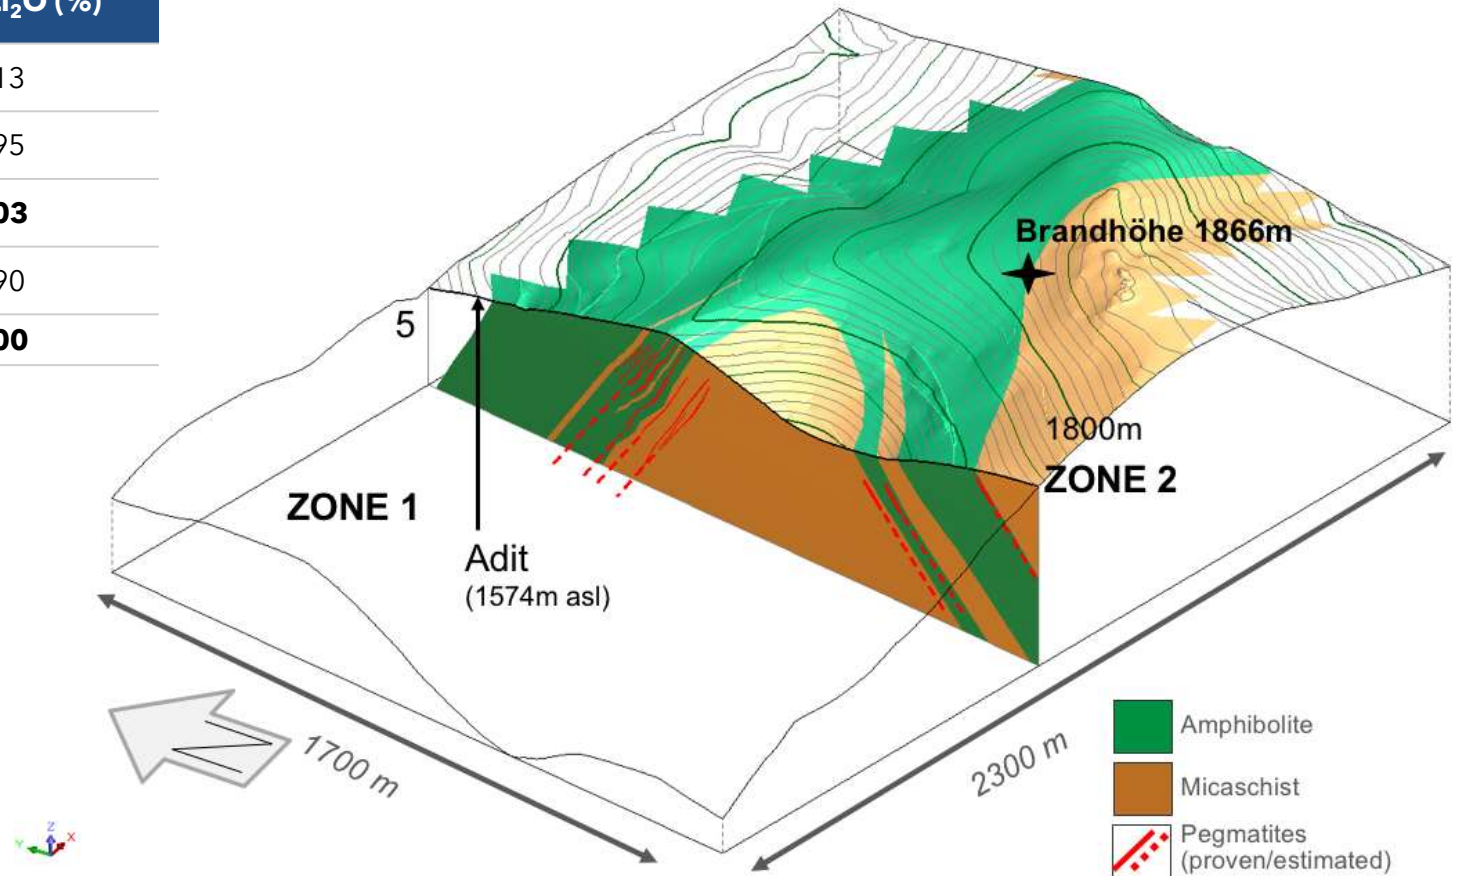 Li₂O (%)
13
95
03
90
00
Brandhöhe 1866m
5
1800m
ZONE 1
ZONE 2
Adit
(1574m asl)
N
1700 m
2300 m
Amphibolite
Micaschist
Pegmatites
(proven/estimated)
Z
Y
X